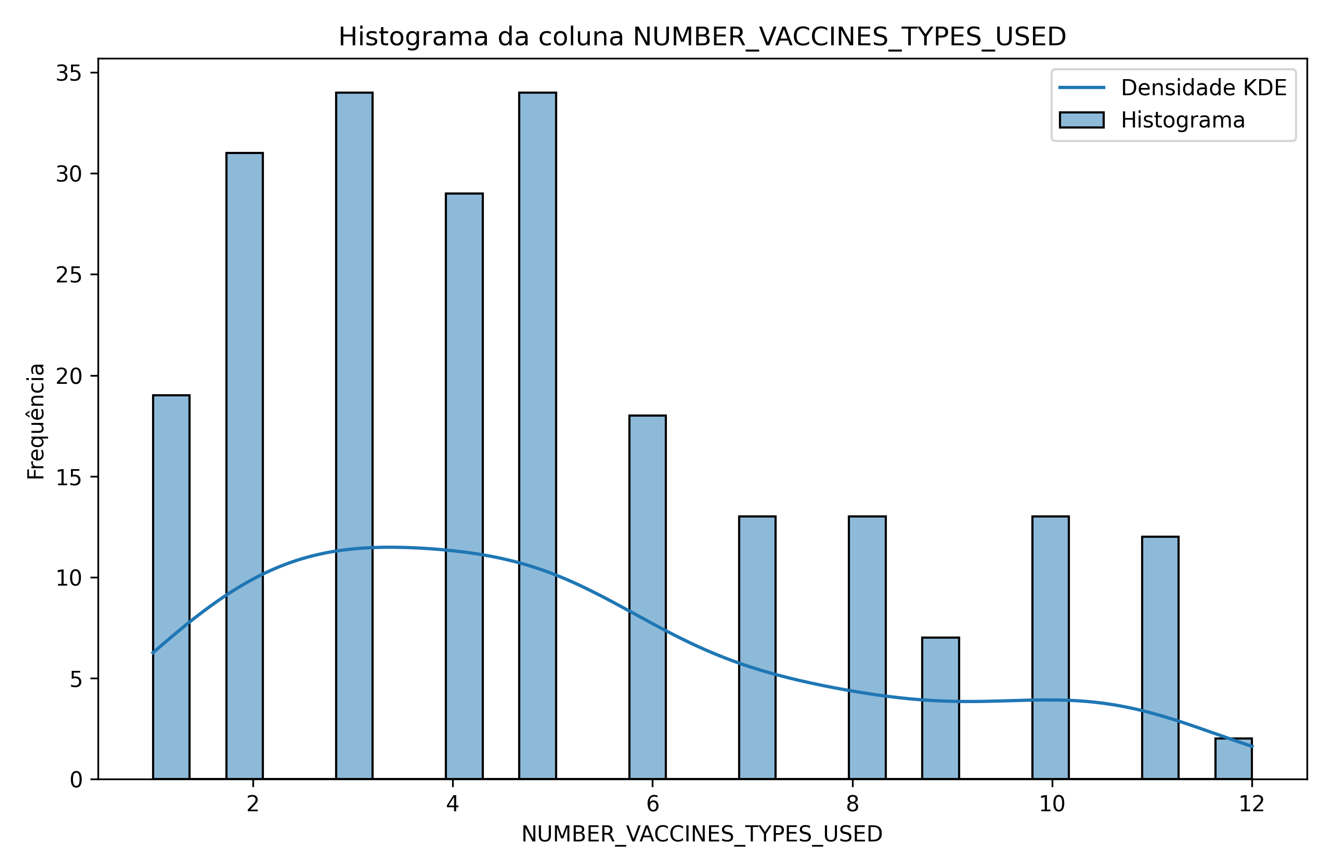 Histograma da coluna NUMBER_VACCINES_TYPES_USED
Densidade KDE
Histograma
35
30
25
20
15
10
5
0
Frequência
2
4
6
8
10
12
NUMBER_VACCINES_TYPES_USED